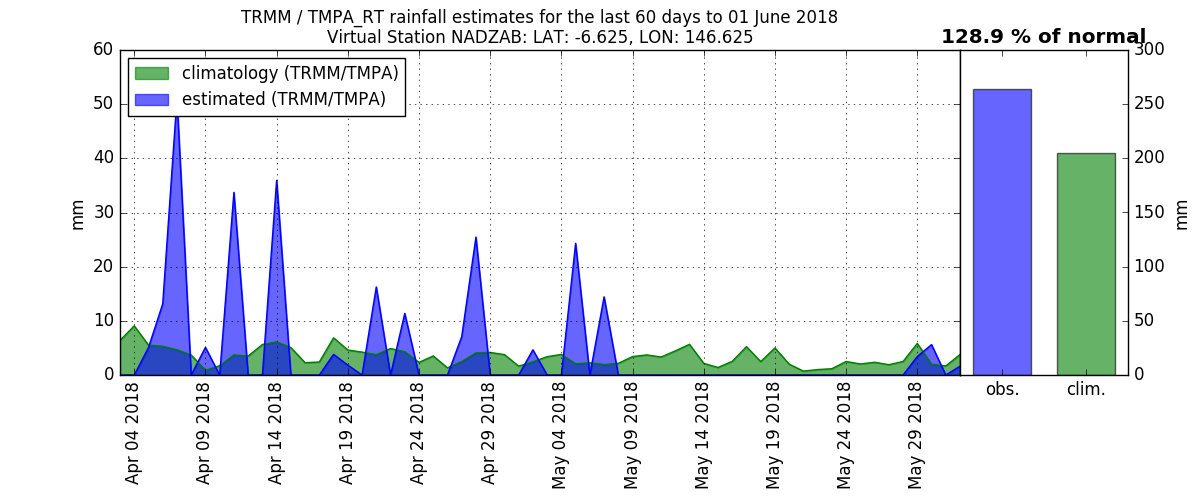 TRMM / TMPA_RT rainfall estimates for the last 60 days to 01 June 2018
Virtual Station NADZAB: LAT: -6.625, LON: 146.625
128.9 % of normal
climatology (TRMM/TMPA)
estimated (TRMM/TMPA)
60
50
40
30
20
10
0
mm
Apr 04 2018
Apr 09 2018
Apr 14 2018
Apr 19 2018
Apr 24 2018
Apr 29 2018
May 04 2018
May 09 2018
May 14 2018
May 19 2018
May 24 2018
May 29 2018
300
250
200
150
100
50
0
mm
obs.
clim.